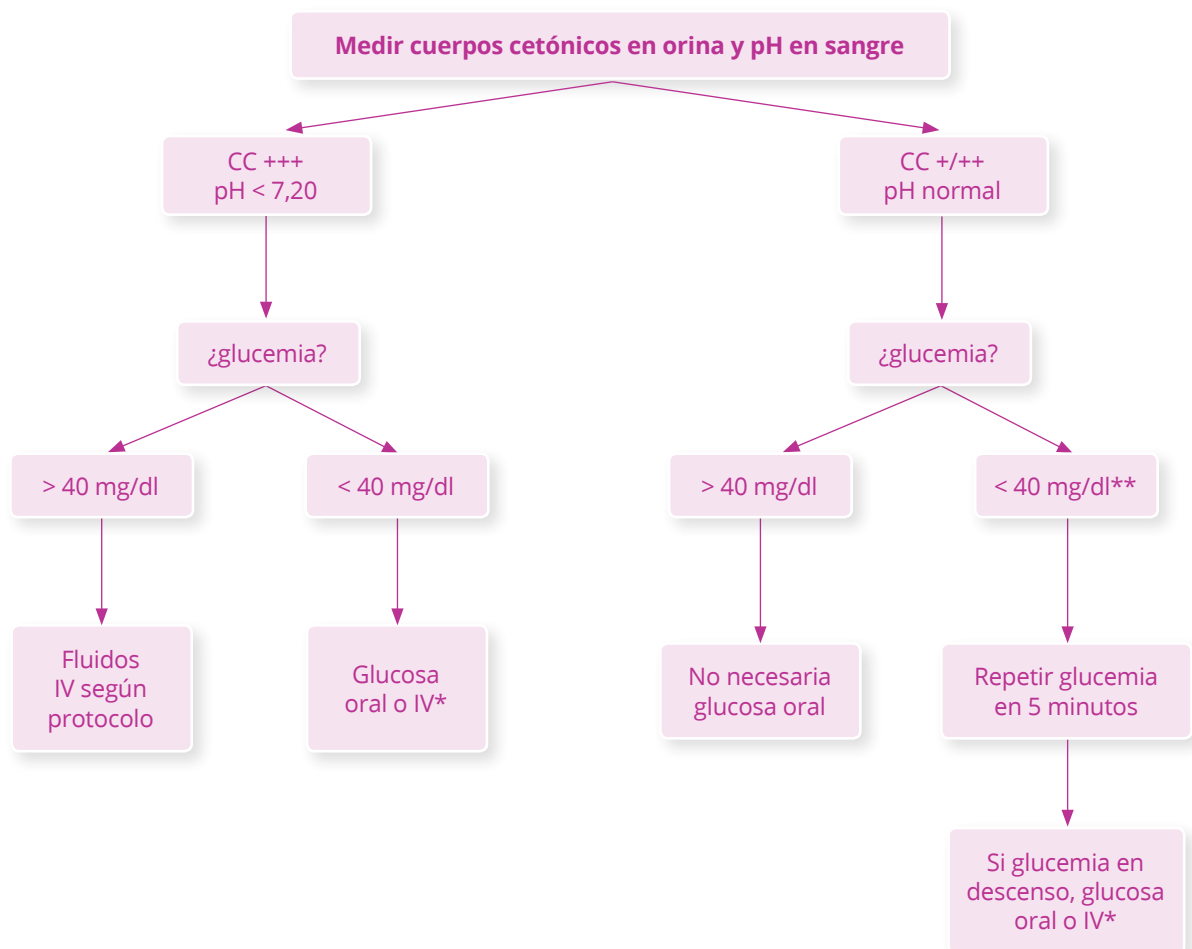 Medir cuerpos cetónicos en orina y pH en sangre
CC +++
pH < 7,20
CC +/++
pH normal
¿glucemia?
¿glucemia?
> 40 mg/dl
< 40 mg/dl
> 40 mg/dl
< 40 mg/dl**
Fluidos
IV según
protocolo
Glucosa
oral o IV*
No necesaria
glucosa oral
Repetir glucemia
en 5 minutos
Si glucemia en
descenso, glucosa
oral o IV*